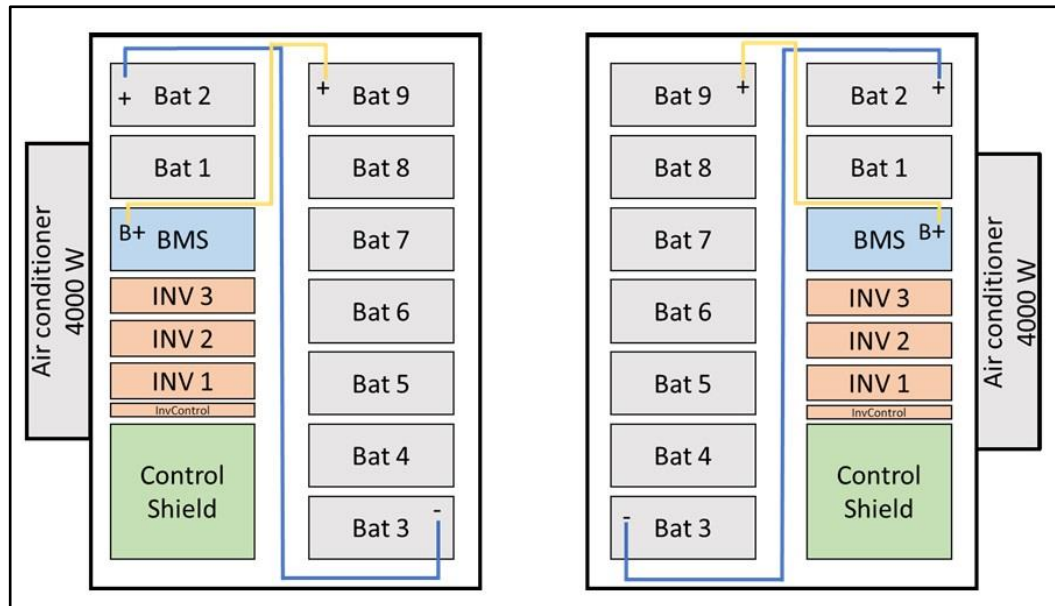 Air conditioner
4000 W
+
Bat 2
Bat 1
B+
BMS
INV 3
INV 2
INV 1
InvControl
Control
Shield
+
Bat 9
Bat 8
Bat 7
Bat 6
Bat 5
Bat 4
Bat 3
-
Bat 9
+
Bat 8
Bat 7
Bat 6
Bat 5
Bat 4
-
Bat 3
Bat 2
+
Bat 1
BMS
B+
INV 3
INV 2
INV 1
InvControl
Control
Shield
Air conditioner
4000 W